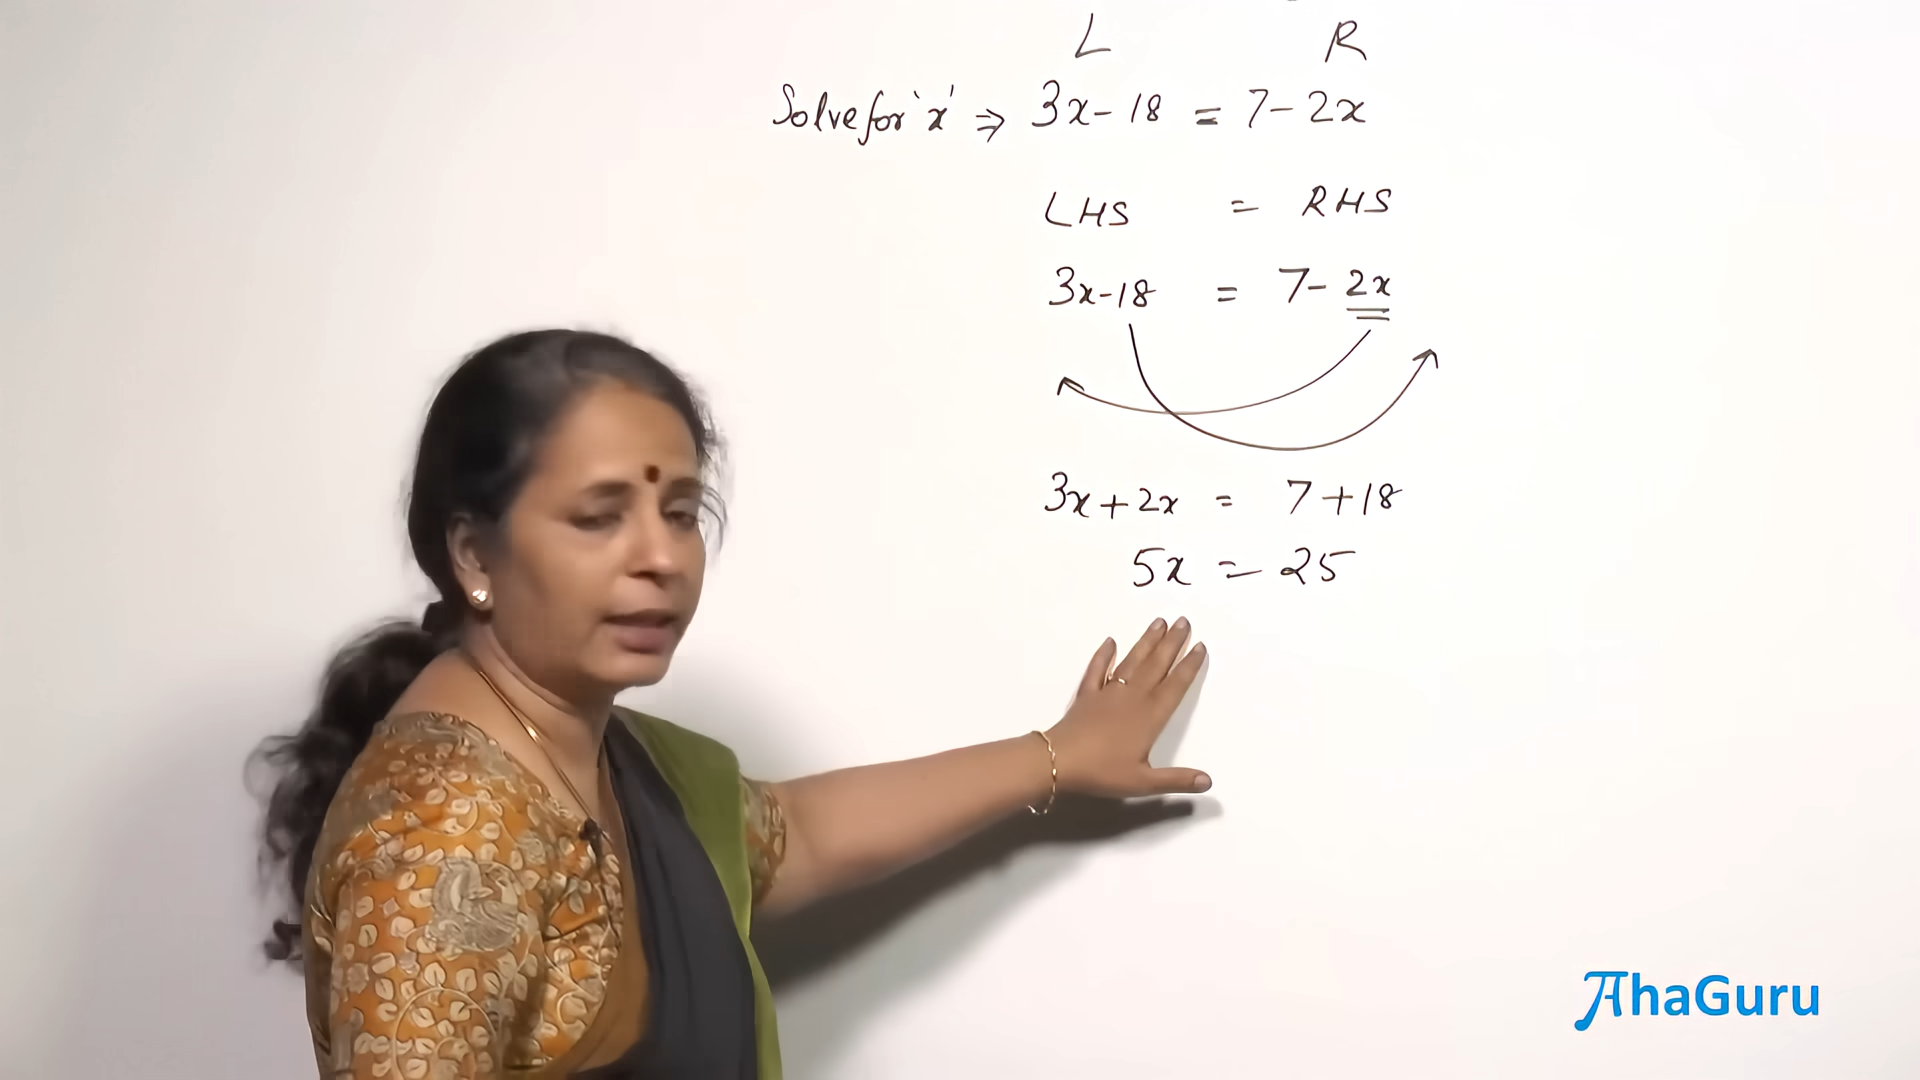 L R
Solve for 'x' ⇒ 3x - 18 = 7 - 2x
LHS = RHS
3x - 18 = 7 - 2x
3x + 2x = 7 + 18
5x = 25
AhaGuru